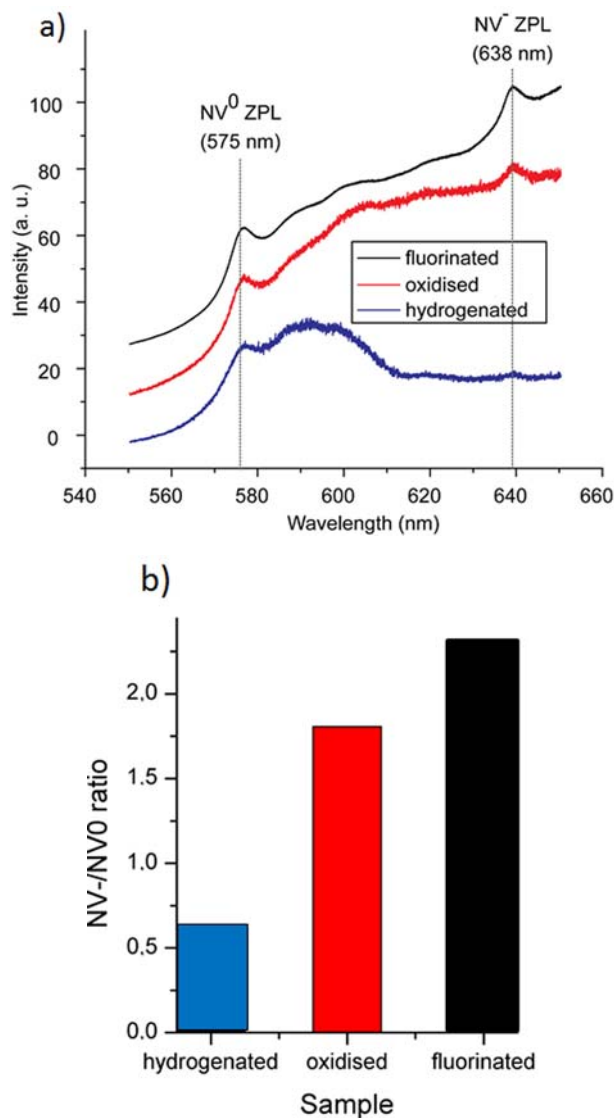 a)
NV⁻ ZPL
(638 nm)
NV⁰ ZPL
(575 nm)
Intensity (a. u.)
100
80
60
40
20
0
fluorinated
oxidised
hydrogenated
540 560 580 600 620 640 660
Wavelength (nm)
b)
NV-/NV0 ratio
2,0
1,5
1,0
0,5
0,0
hydrogenated oxidised fluorinated
Sample